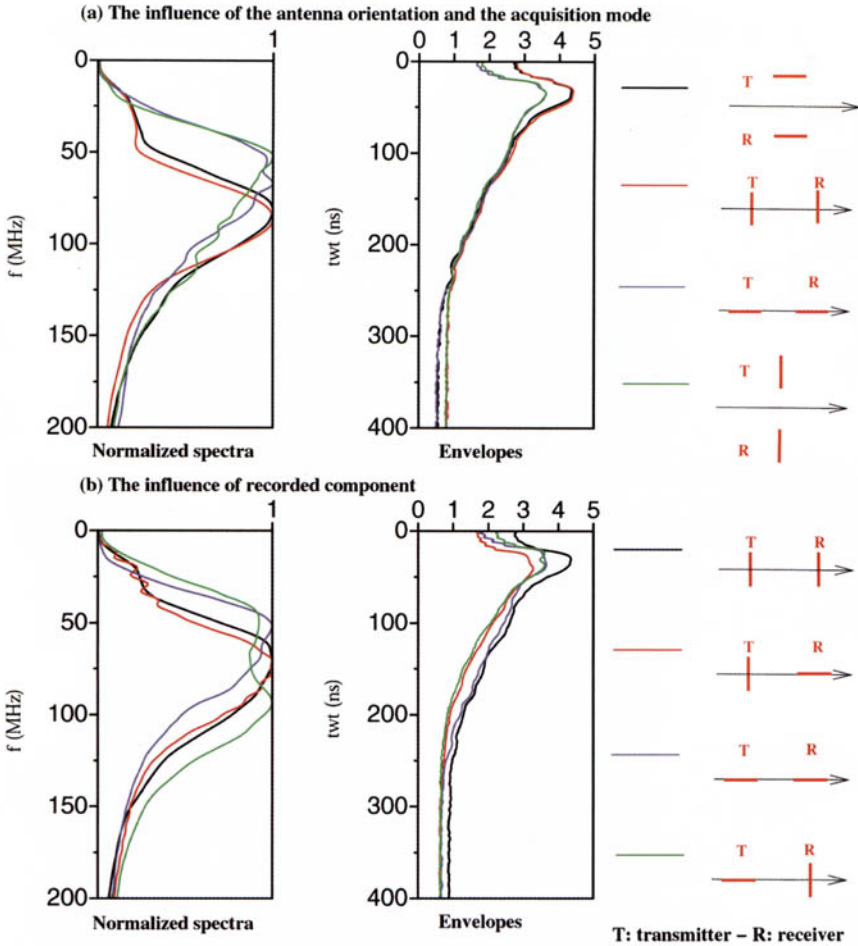 (a) The influence of the antenna orientation and the acquisition mode
1
0
50
100
150
200
f (MHz)
Normalized spectra
0 1 2 3 4 5
0
100
200
300
400
twt (ns)
Envelopes
T
R
T R
T R
T
R
(b) The influence of recorded component
1
0
50
100
150
200
f (MHz)
Normalized spectra
0 1 2 3 4 5
0
100
200
300
400
twt (ns)
Envelopes
T R
T R
T R
T R
T: transmitter – R: receiver